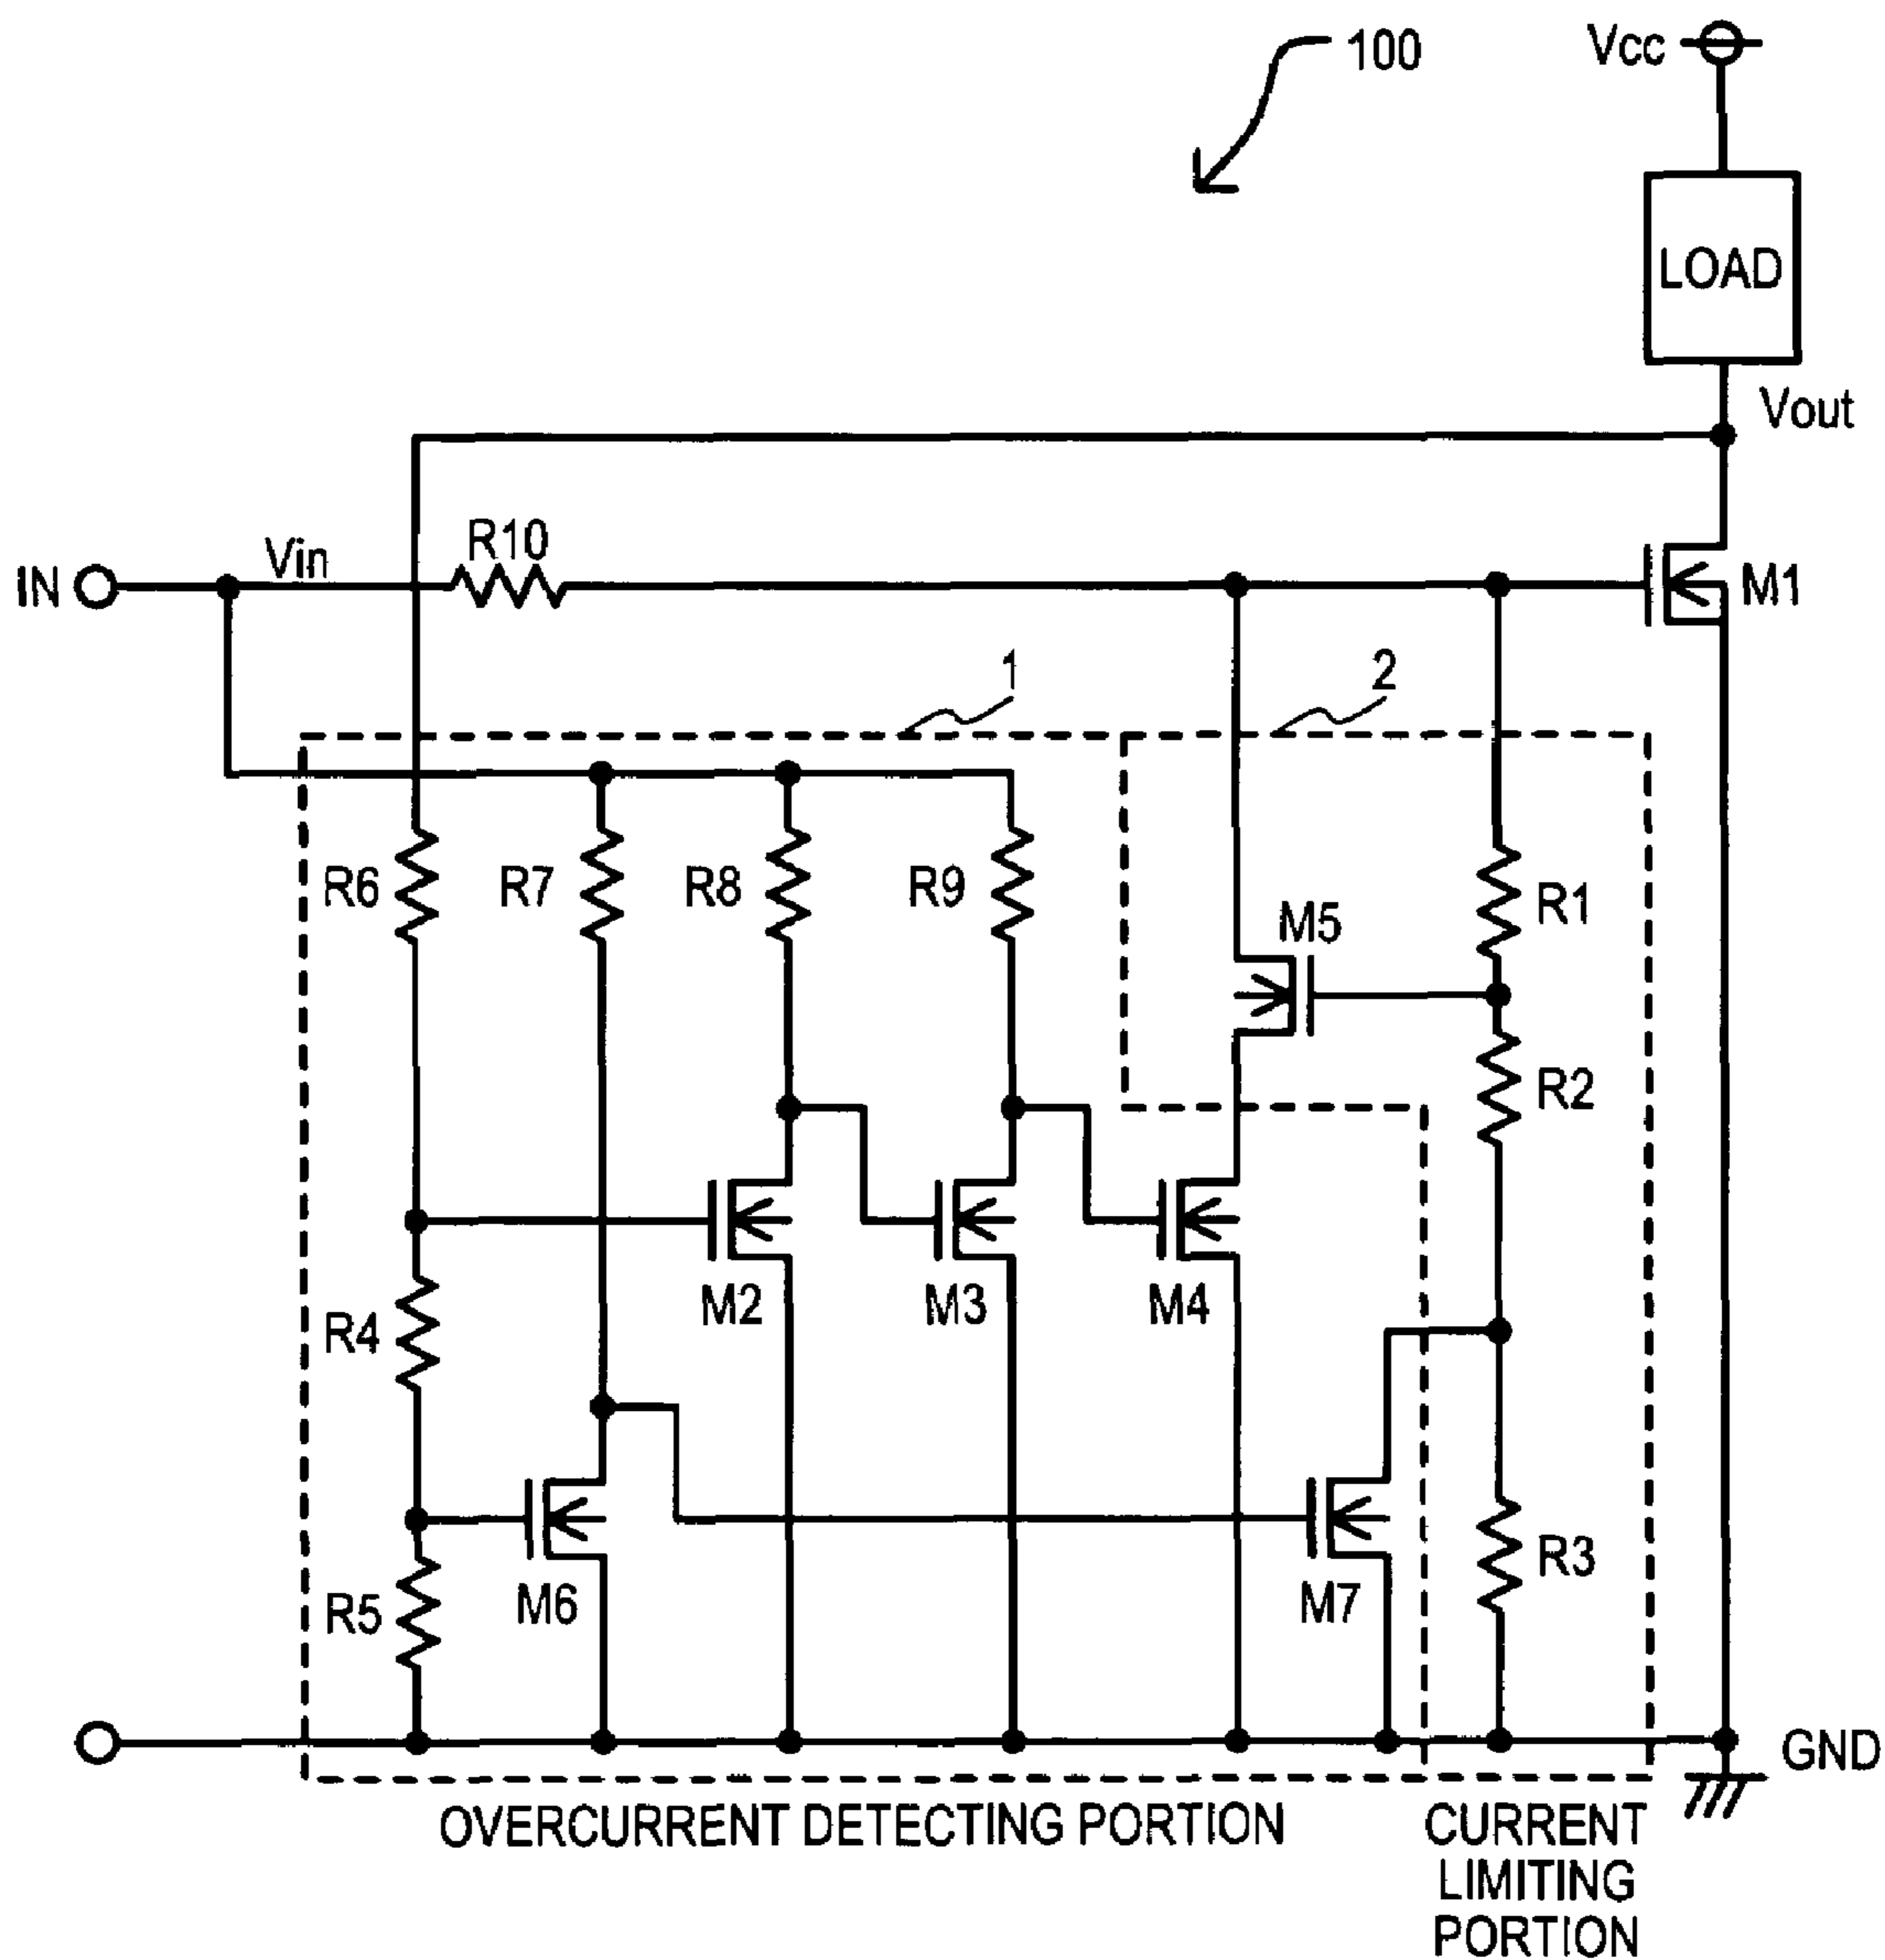 100
Vcc
LOAD
Vout
IN
Vin
R10
M1
1
2
R6
R7
R8
R9
M5
R1
R2
M2
M3
M4
R4
R5
M6
M7
R3
GND
OVERCURRENT DETECTING PORTION
CURRENT
LIMITING
PORTION